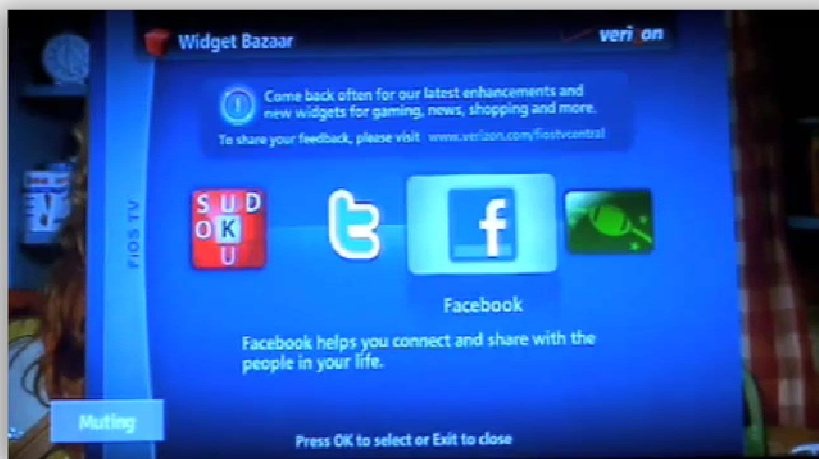 Widget Bazaar
verizon
Come back often for our latest enhancements and
new widgets for gaming, news, shopping and more.
To share your feedback, please visit www.verizon.com/fiostvcentral
FiOS TV
SUD
OK
U
t
f
Facebook
Facebook helps you connect and share with the
people in your life.
Muting
Press OK to select or Exit to close